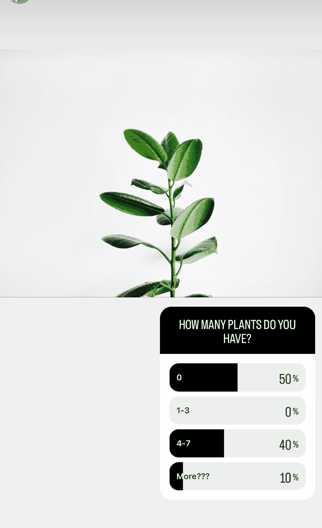 HOW MANY PLANTS DO YOU
HAVE?
0 50%
1-3 0%
4-7 40%
More??? 10%